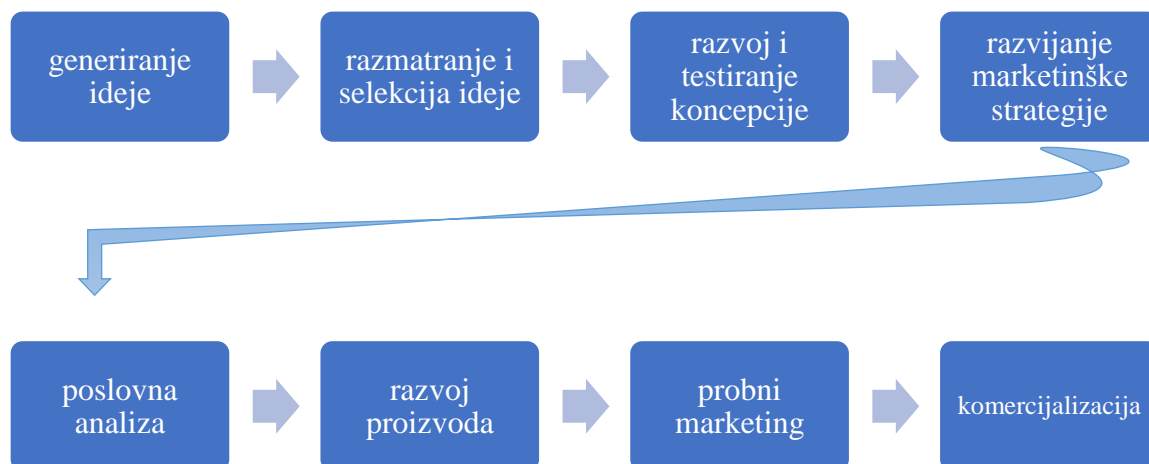 generiranje
ideje
razmatranje i
selekcija ideje
razvoj i
testiranje
koncepcije
razvijanje
marketinške
strategije
poslovna
analiza
razvoj
proizvoda
probni
marketing
komercijalizacija